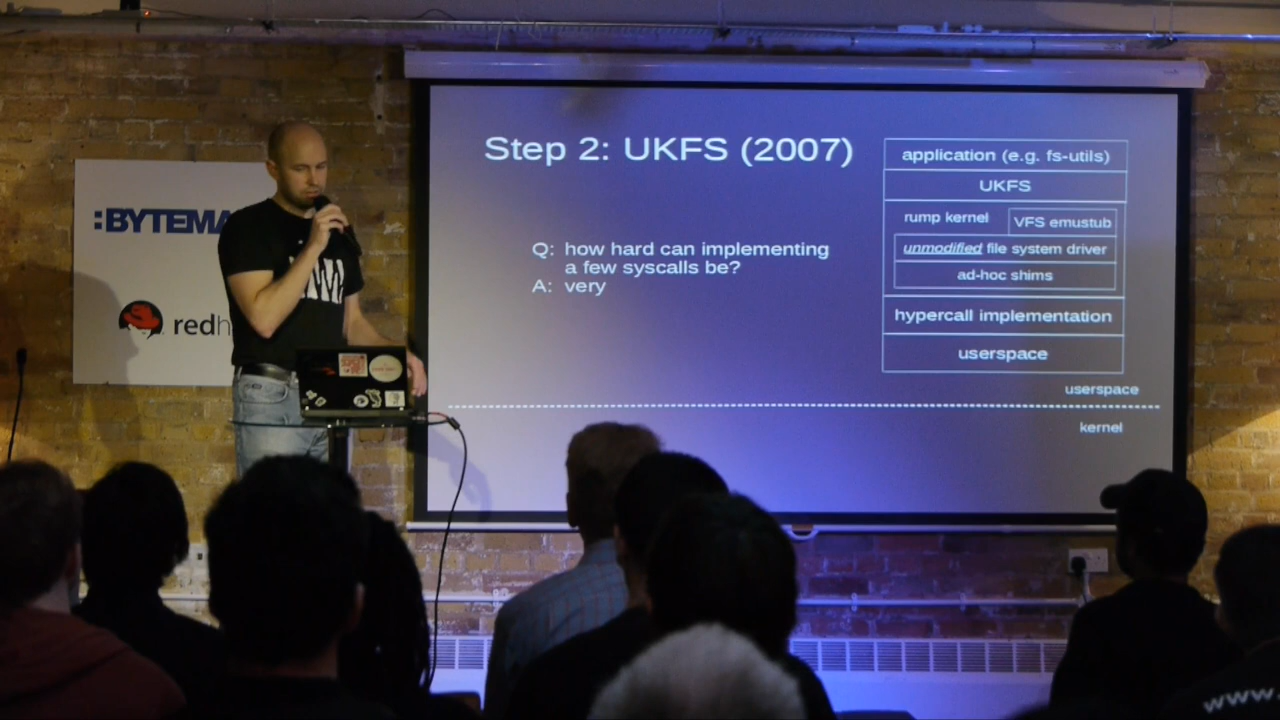 Step 2: UKFS (2007)
Q: how hard can implementing
a few syscalls be?
A: very
application (e.g. fs-utils)
UKFS
rump kernel
VFS emustub
unmodified file system driver
ad-hoc shims
hypercall implementation
userspace
userspace
kernel
:BYTEMA
redh
www.